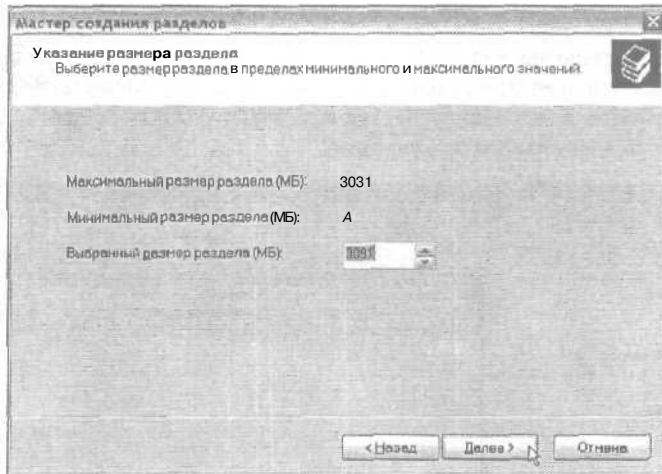 Мастер создания разделов
Указание размера раздела
Выберите размер раздела в пределах минимального и максимального значений.
Максимальный размер раздела (МБ): 3031
Минимальный размер раздела (МБ): А
Выбранный размер раздела (МБ): 3091
< Назад Далее > Отмена